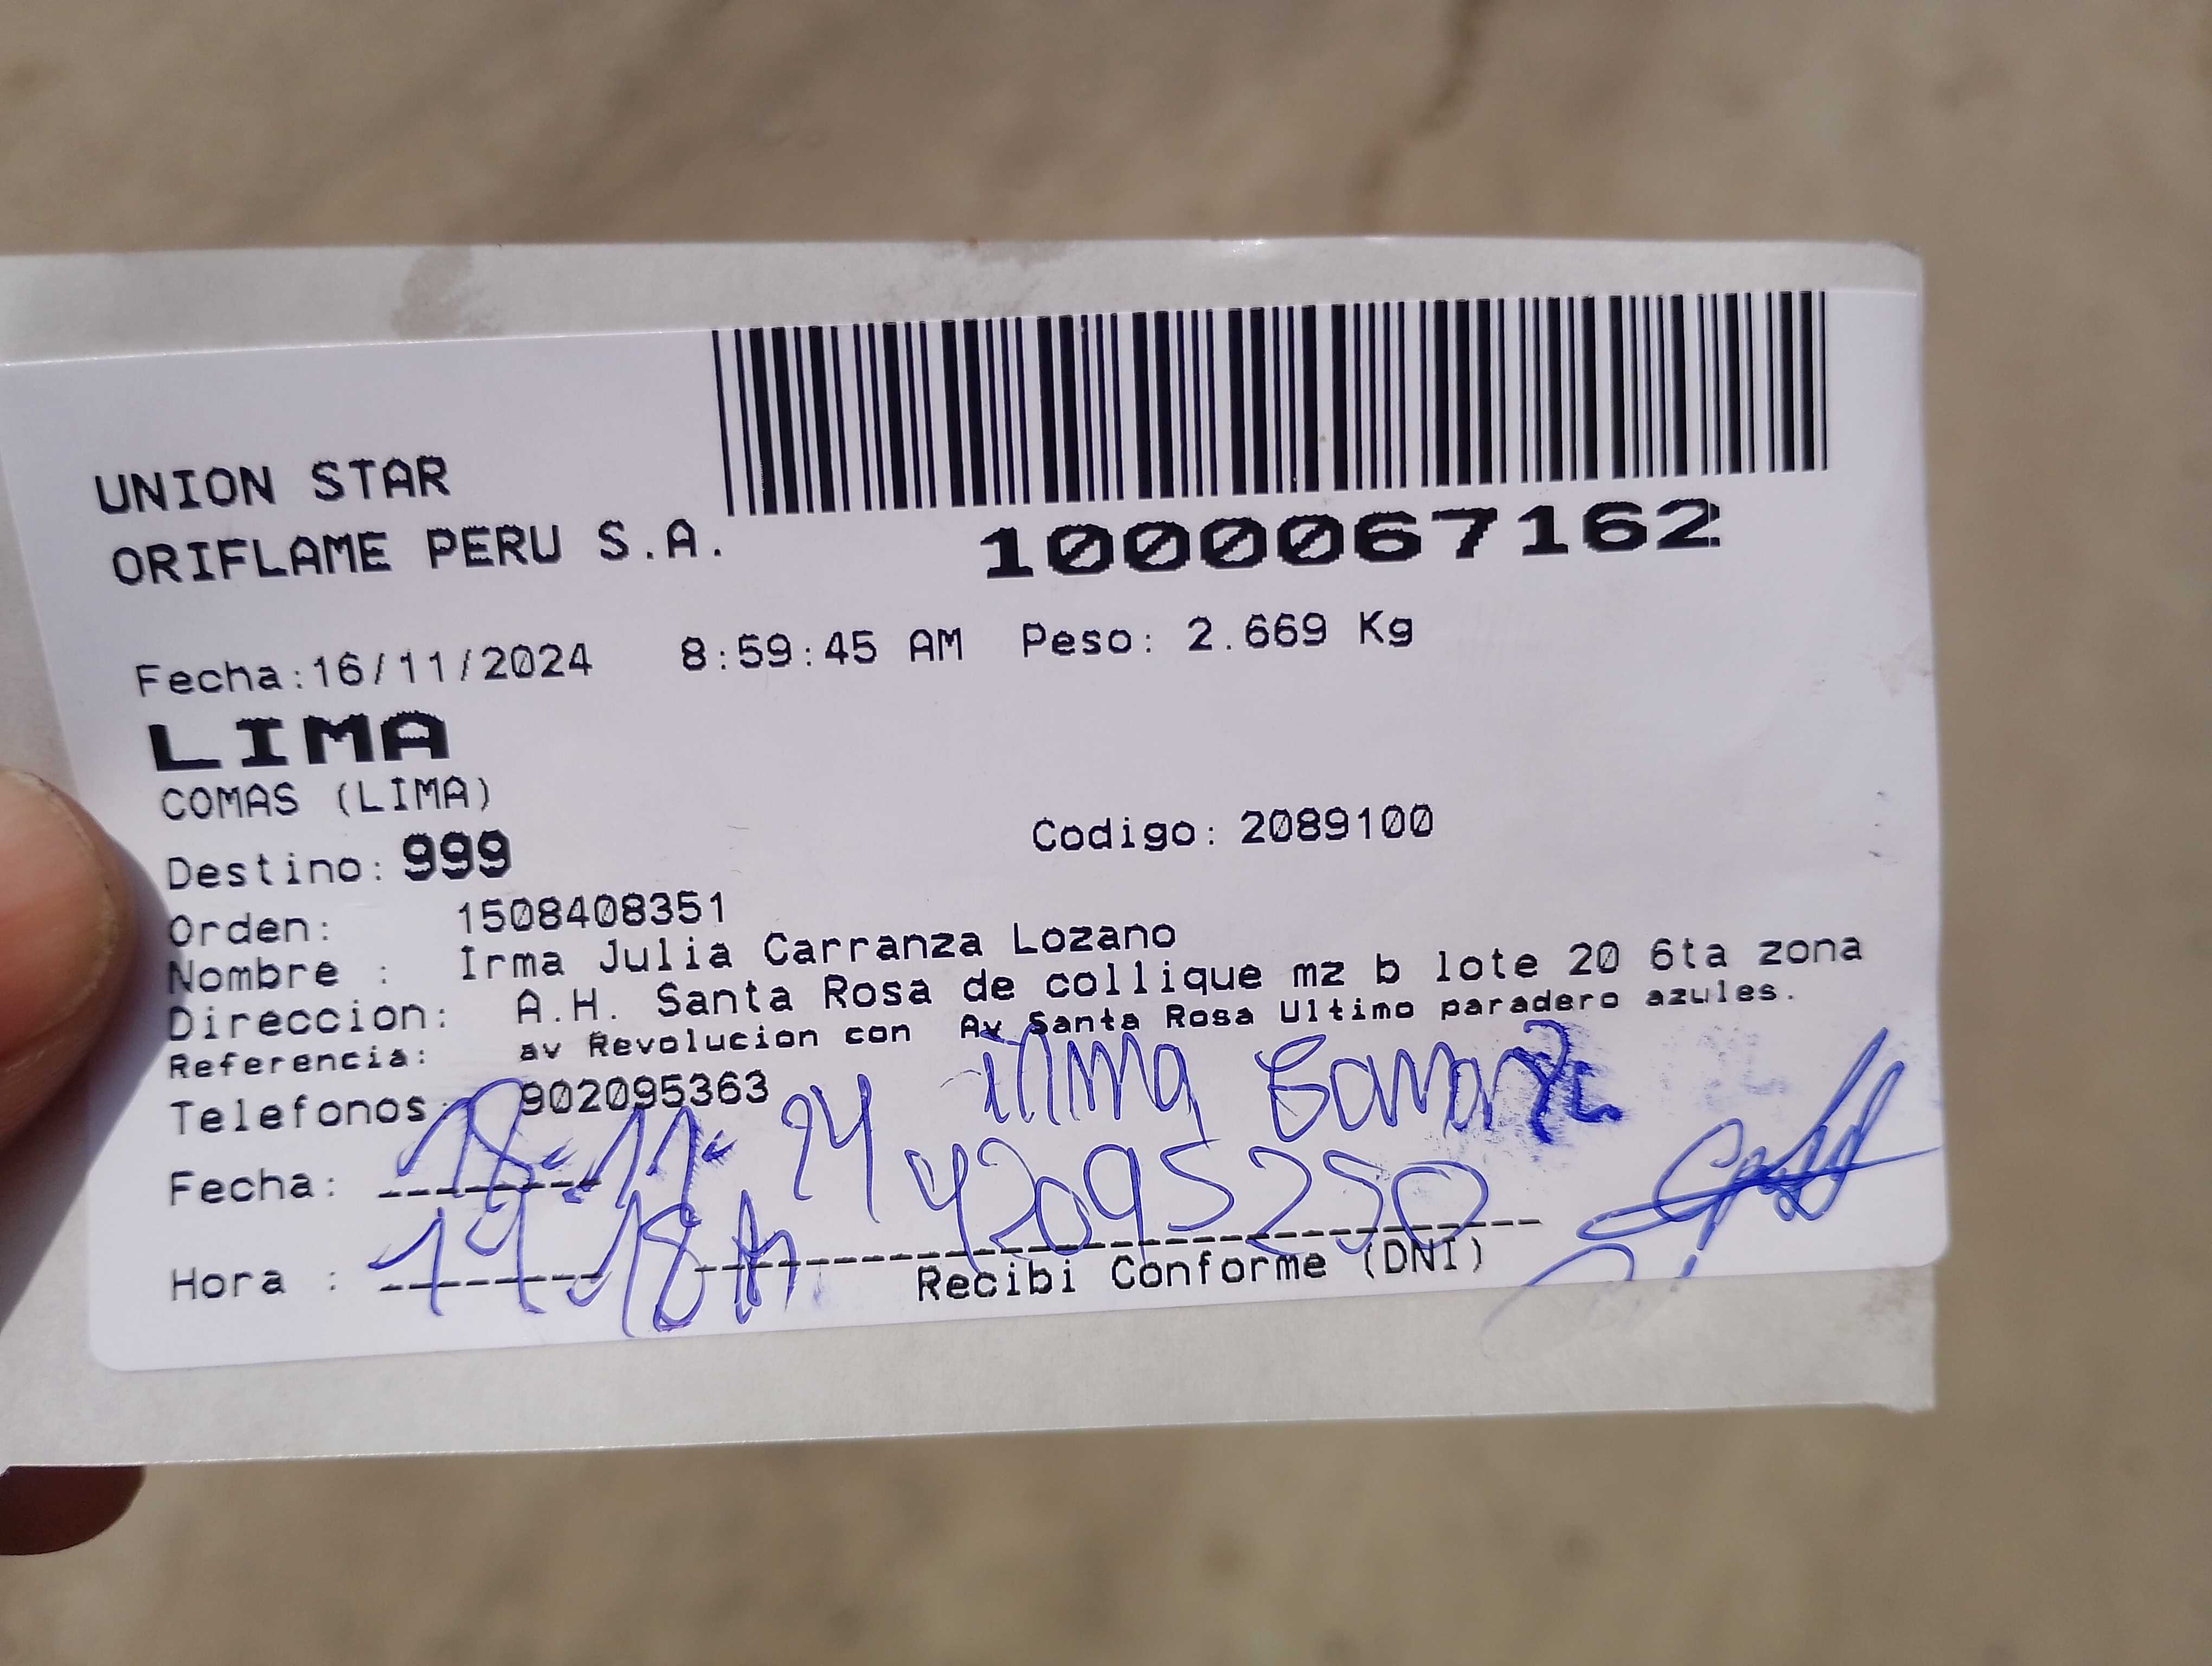 UNION STAR
ORIFLAME PERU S.A.
1000067162
Fecha:16/11/2024 8:59:45 AM Peso: 2.669 Kg
LIMA
COMAS (LIMA)
Destino: 999 Codigo: 2089100
Orden: 1508408351
Nombre : Irma Julia Carranza Lozano
Direccion: A.H. Santa Rosa de collique mz b lote 20 6ta zona
Referencia: av Revolucion con Av Santa Rosa Ultimo paradero azules.
Telefonos: 902095363
irma
Fecha: 18-11-24
42095250
Hora :
Recibi Conforme (DNI)